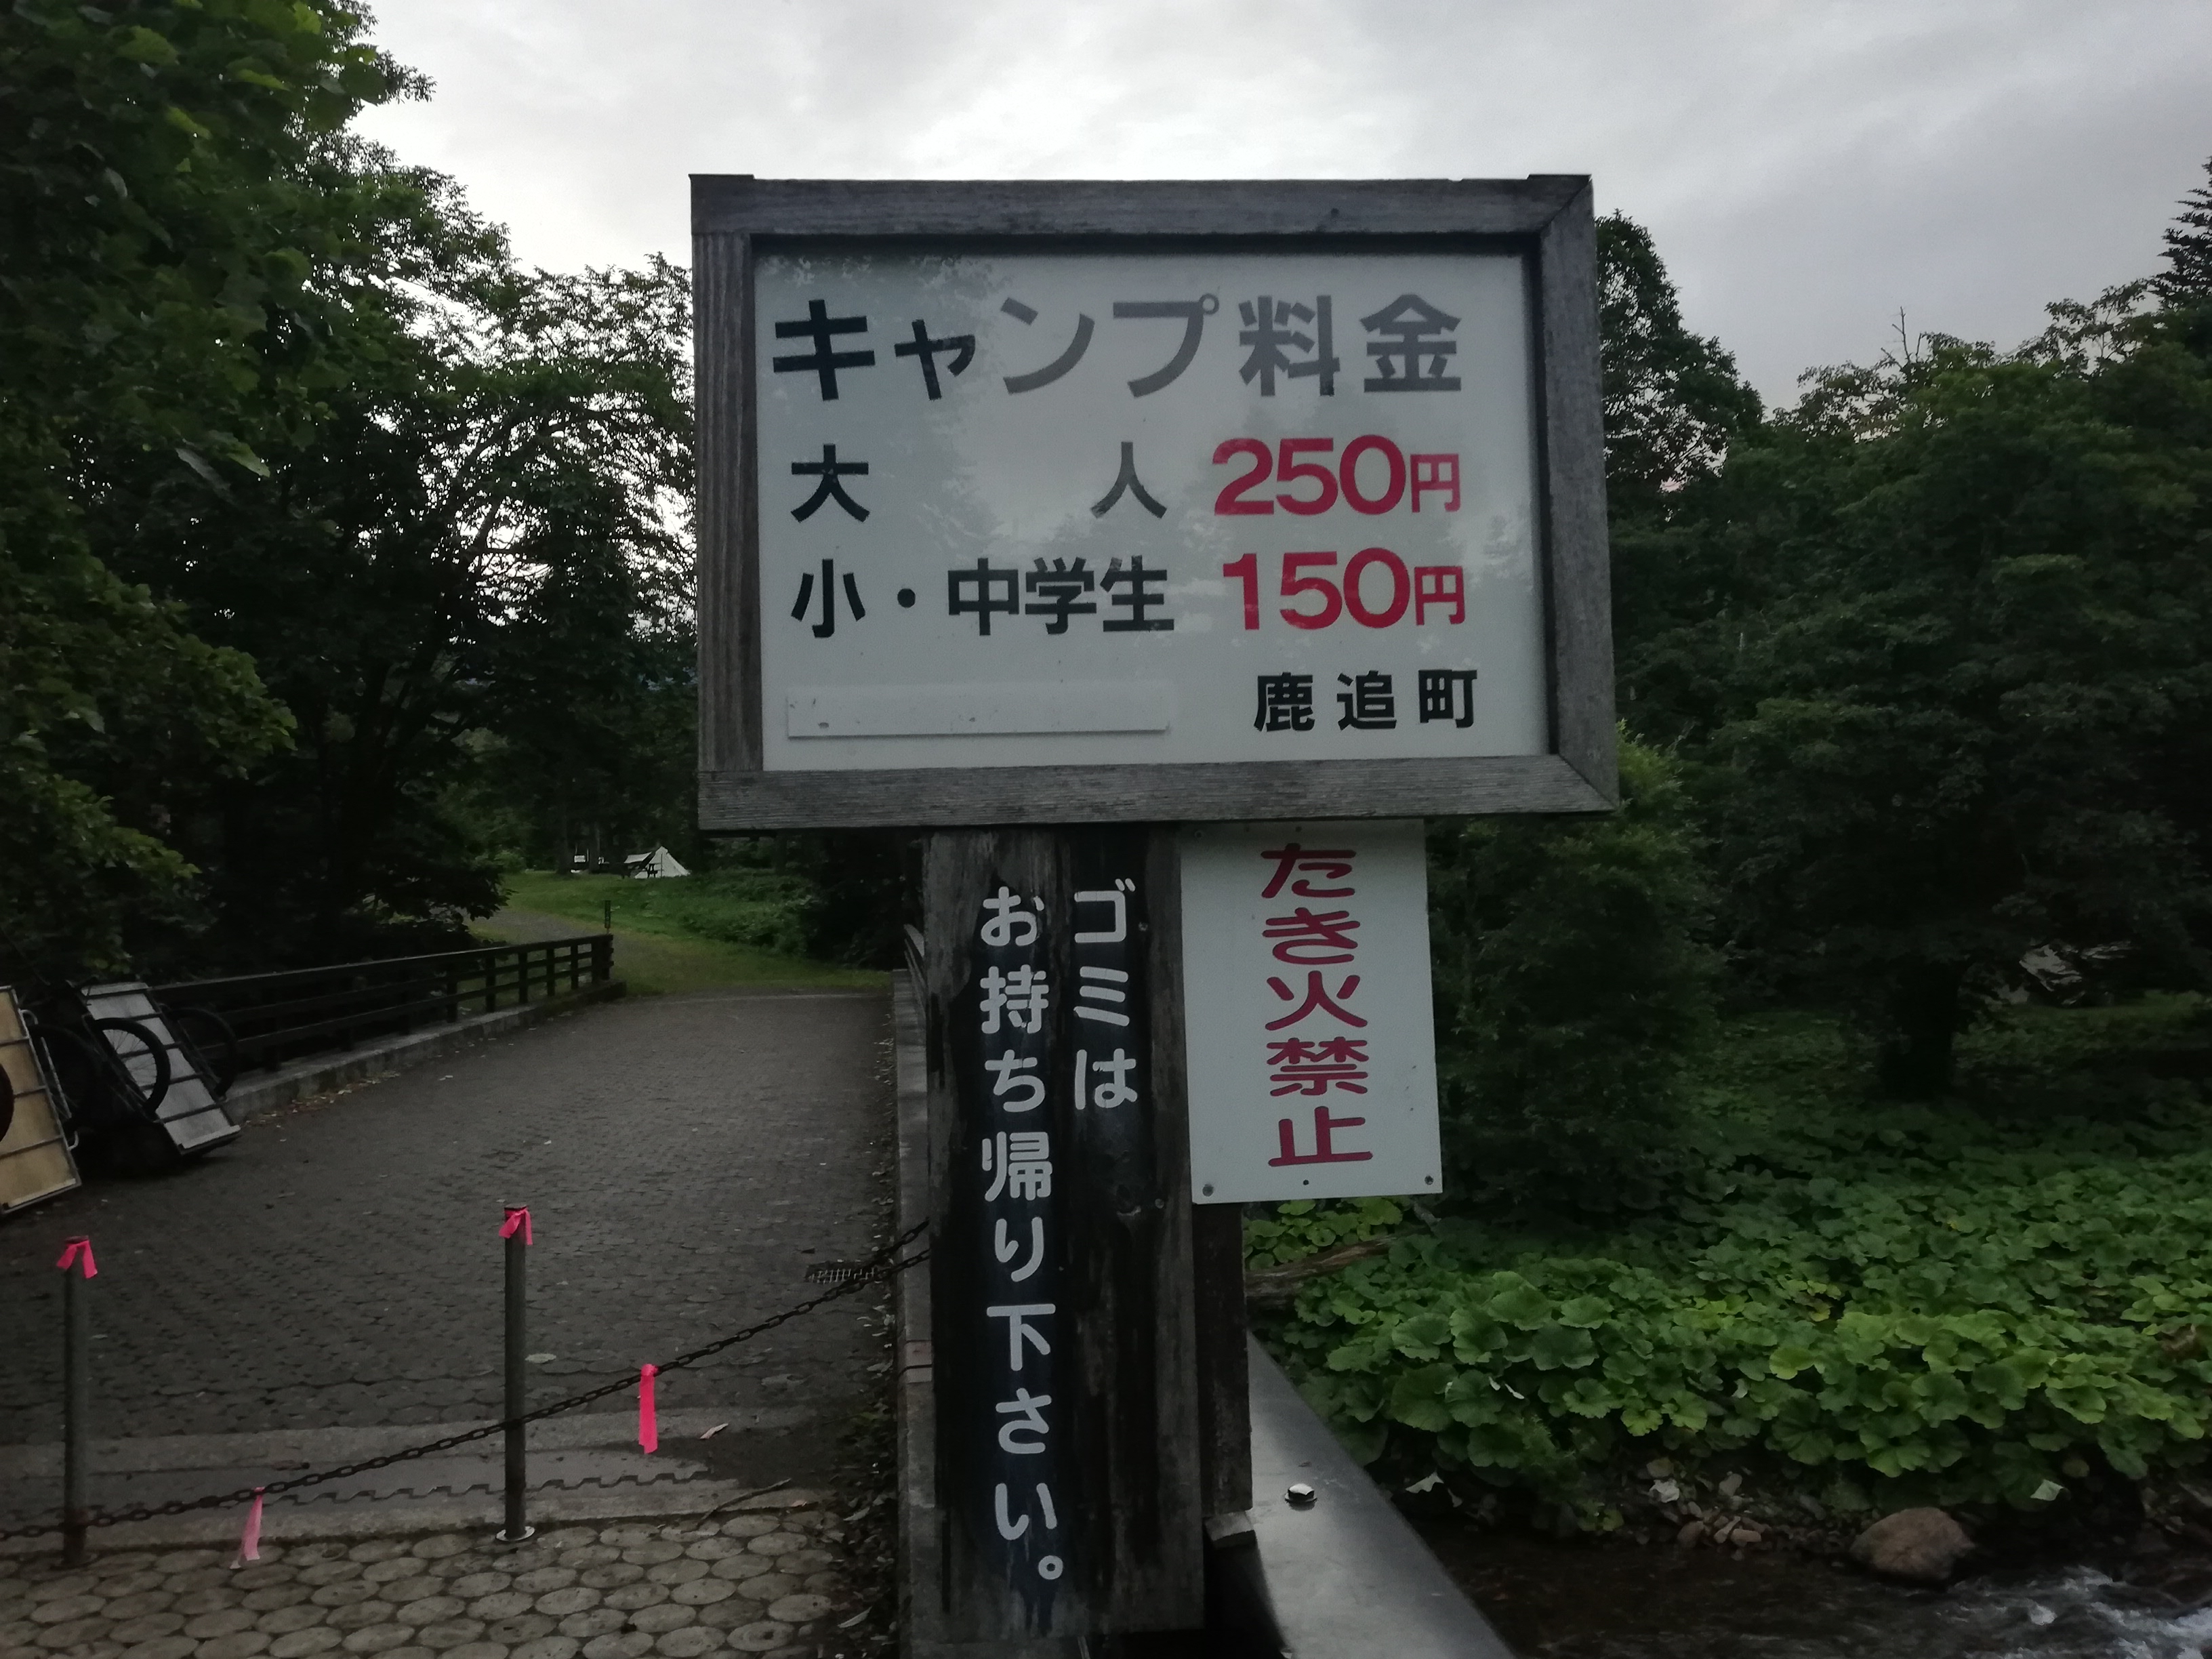 キャンプ料金
大人 250円
小・中学生 150円
鹿追町
ゴミは
お持ち帰り下さい。
たき火禁止